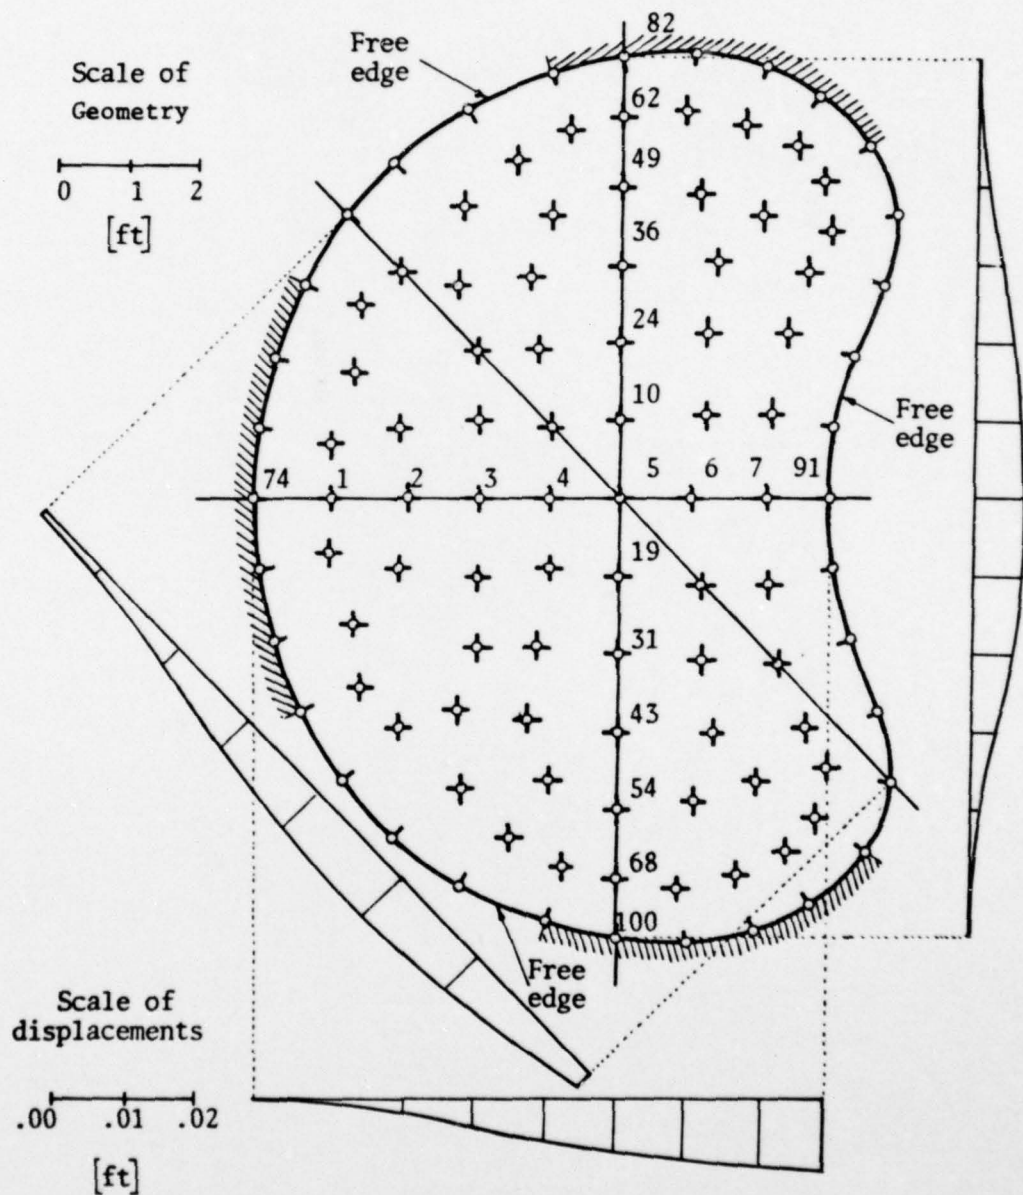 82
Free
edge
Scale of
Geometry
62
49
0 1 2
[ft]
36
24
10
Free
edge
74 1 2 3 4 5 6 7 91
19
31
43
54
68
100
Free
edge
Scale of
displacements
.00 .01 .02
[ft]